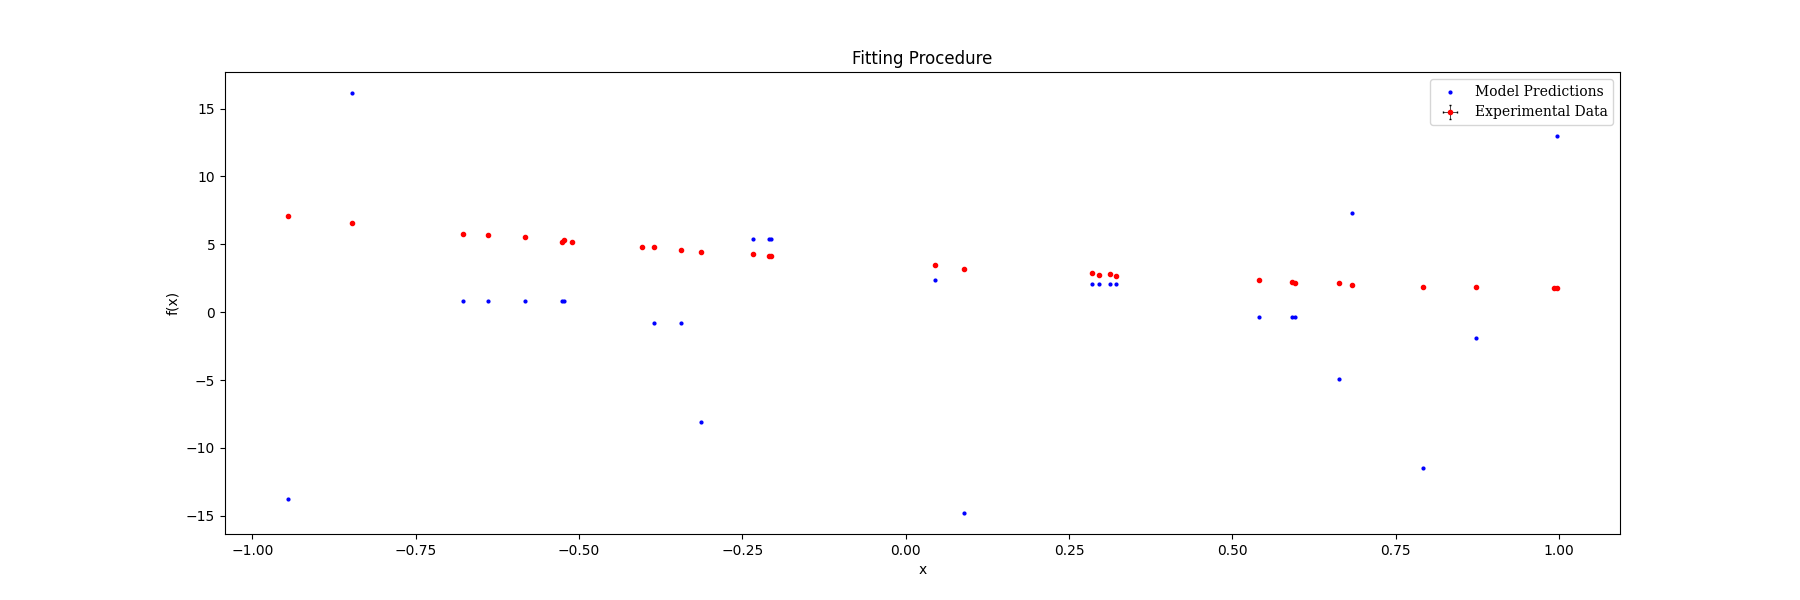 Fitting Procedure
Model Predictions
Experimental Data
f(x)
15
10
5
0
−5
−10
−15
−1.00 −0.75 −0.50 −0.25 0.00 0.25 0.50 0.75 1.00
x